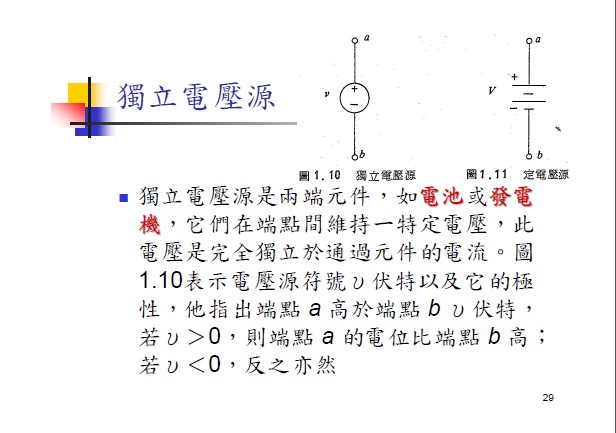 獨立電壓源
a
v
+
−
b
圖1.10 獨立電壓源
a
V
+
−
b
圖1.11 定電壓源
獨立電壓源是兩端元件，如電池或發電
機，它們在端點間維持一特定電壓，此
電壓是完全獨立於通過元件的電流。圖
1.10表示電壓源符號υ伏特以及它的極
性，他指出端點 a 高於端點 b υ伏特，
若υ＞0，則端點 a 的電位比端點 b 高；
若υ＜0，反之亦然
29